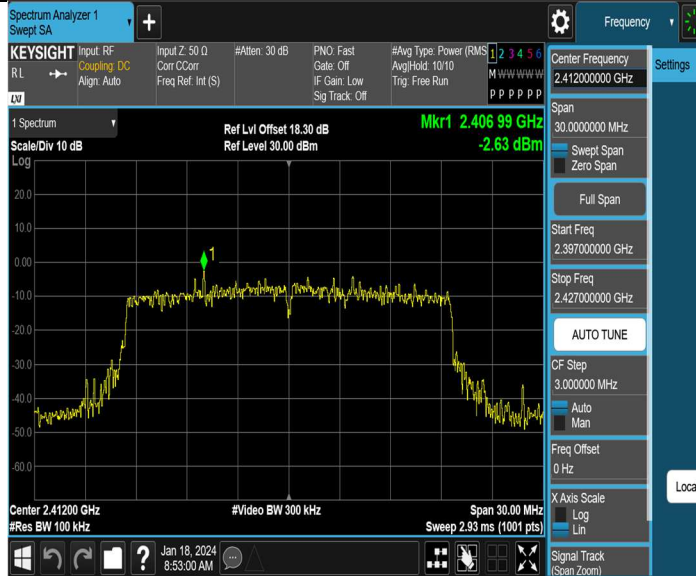 Spectrum Analyzer 1
Swept SA
Frequency
KEYSIGHT
RL
LXI
Input: RF
Coupling: DC
Align: Auto
Input Z: 50 Ω
Corr CCorr
Freq Ref: Int (S)
#Atten: 30 dB
PNO: Fast
Gate: Off
IF Gain: Low
Sig Track: Off
#Avg Type: Power (RMS
Avg|Hold: 10/10
Trig: Free Run
1 2 3 4 5 6
M W W W W W
P P P P P P
1 Spectrum
Scale/Div 10 dB
Log
Ref Lvl Offset 18.30 dB
Ref Level 30.00 dBm
Mkr1 2.406 99 GHz
-2.63 dBm
20.0
10.0
0.00
1
-10.0
-20.0
-30.0
-40.0
-50.0
-60.0
Center 2.41200 GHz
#Res BW 100 kHz
#Video BW 300 kHz
Span 30.00 MHz
Sweep 2.93 ms (1001 pts)
?
Jan 18, 2024
8:53:00 AM
Center Frequency
2.412000000 GHz
Settings
Span
30.0000000 MHz
Swept Span
Zero Span
Full Span
Start Freq
2.397000000 GHz
Stop Freq
2.427000000 GHz
AUTO TUNE
CF Step
3.000000 MHz
Auto
Man
Freq Offset
0 Hz
X Axis Scale
Log
Lin
Signal Track
(Span Zoom)
Loca